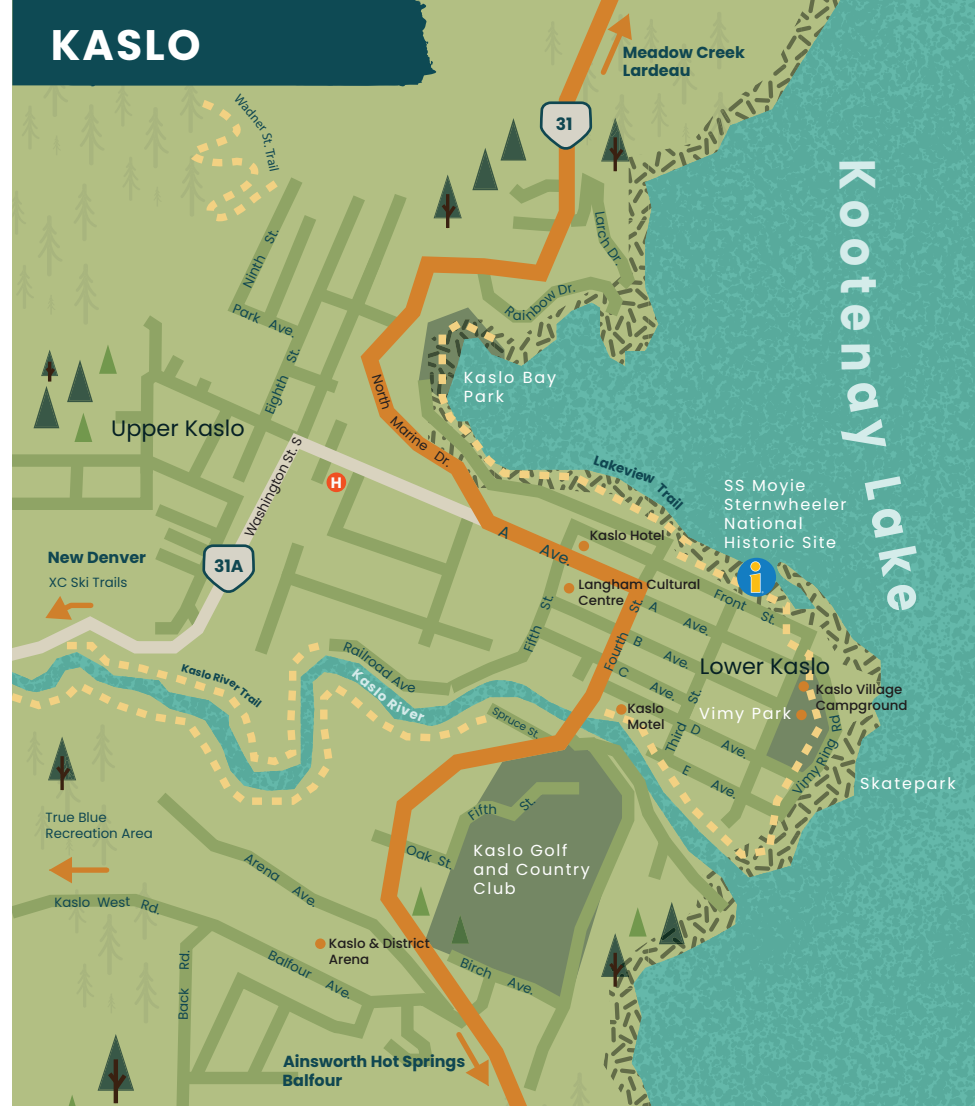 KASLO
Meadow Creek
Lardeau
31
Wadner St. Trail
Kootenay Lake
Larch Dr.
Ninth St.
Rainbow Dr.
Park Ave.
Eighth St.
North Marine Dr.
Kaslo Bay
Park
Upper Kaslo
Washington St. S
H
Lakeview Trail
SS Moyie
Sternwheeler
National
Historic Site
i
A Ave.
Kaslo Hotel
New Denver
XC Ski Trails
31A
Langham Cultural
Centre
Front St.
Fifth St.
Fourth St.
A Ave.
B Ave.
C Ave.
Third St.
D Ave.
E Ave.
Lower Kaslo
Kaslo Village
Campground
Vimy Park
Vimy Ring Rd
Skatepark
Railroad Ave
Kaslo River Trail
Kaslo River
Kaslo
Motel
Spruce St.
Fifth St.
True Blue
Recreation Area
Kaslo West Rd.
Arena Ave.
Oak St.
Kaslo Golf
and Country
Club
Kaslo & District
Arena
Balfour Ave.
Back Rd.
Birch Ave.
Ainsworth Hot Springs
Balfour